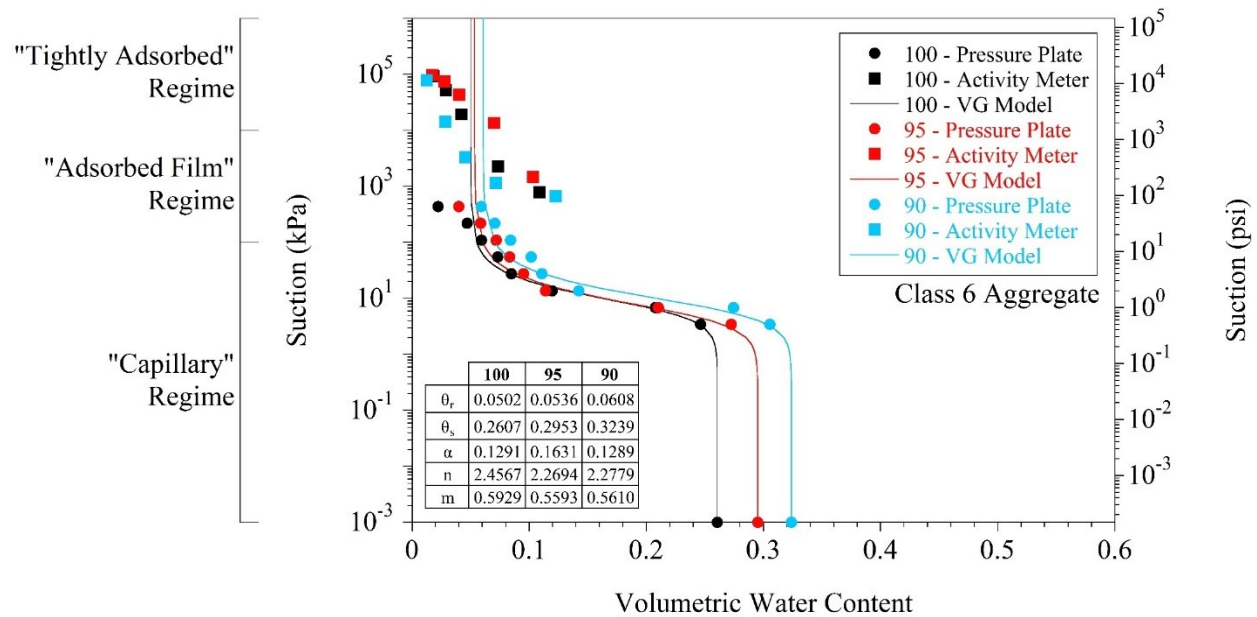 "Tightly Adsorbed"
Regime
"Adsorbed Film"
Regime
"Capillary"
Regime
Suction (kPa)
10^5
10^3
10^1
10^-1
10^-3
0
0.1
0.2
0.3
0.4
0.5
0.6
Volumetric Water Content
100 - Pressure Plate
100 - Activity Meter
100 - VG Model
95 - Pressure Plate
95 - Activity Meter
95 - VG Model
90 - Pressure Plate
90 - Activity Meter
90 - VG Model
Class 6 Aggregate
100 95 90
θr 0.0502 0.0536 0.0608
θs 0.2607 0.2953 0.3239
α 0.1291 0.1631 0.1289
n 2.4567 2.2694 2.2779
m 0.5929 0.5593 0.5610
10^5
10^4
10^3
10^2
10^1
10^0
10^-1
10^-2
10^-3
Suction (psi)